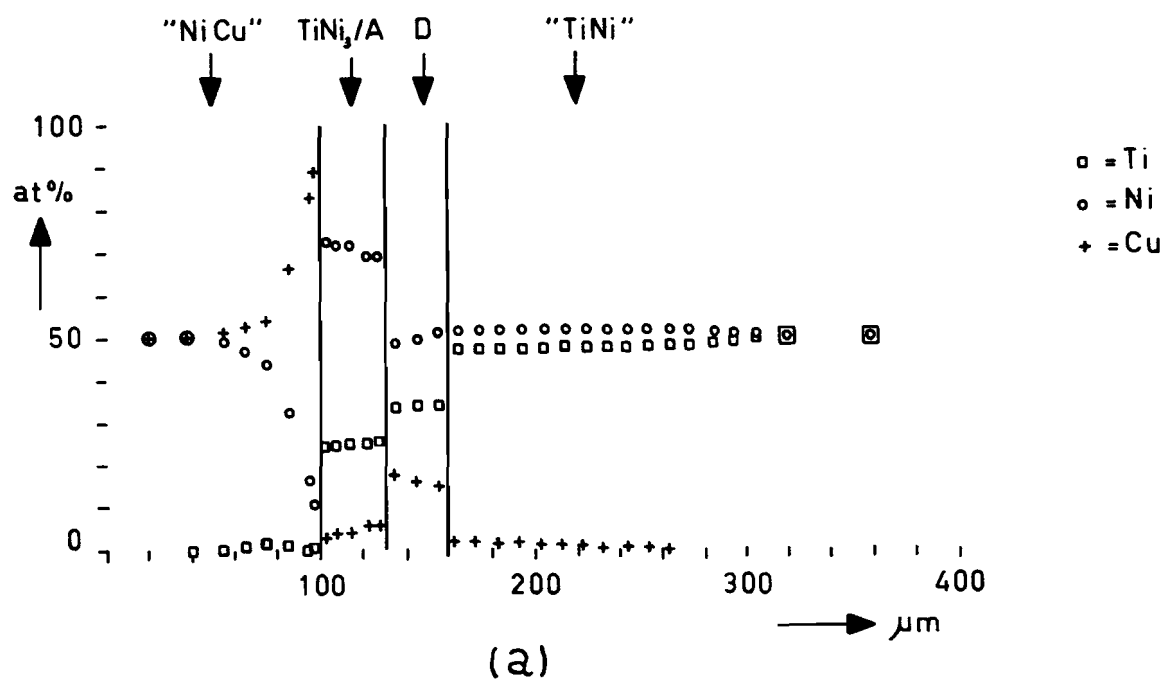 "NiCu" TiNi₃/A D "TiNi"
100
at%
50
0
100 200 300 400
μm
□ = Ti
○ = Ni
+ = Cu
(a)